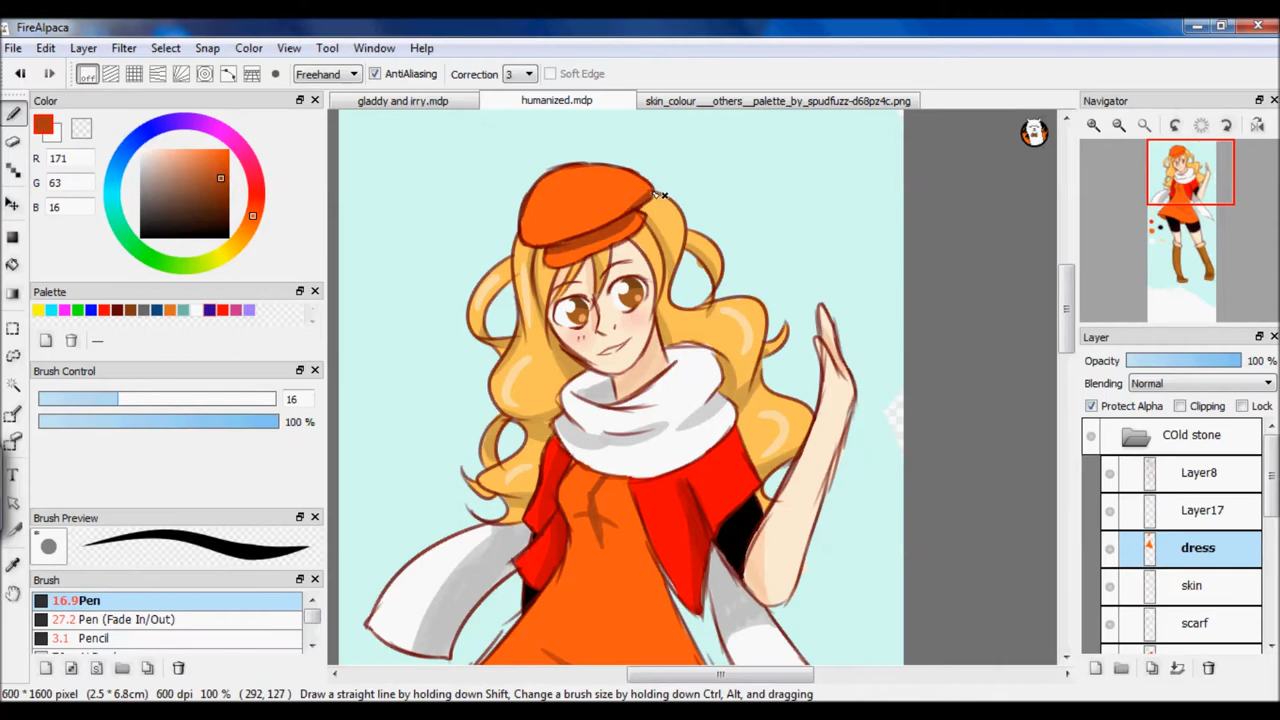 FireAlpaca
File Edit Layer Filter Select Snap Color View Tool Window Help
off Freehand AntiAliasing Correction 3 Soft Edge
Color
gladdy and irry.mdp humanized.mdp skin_colour___others__palette_by_spudfuzz-d68pz4c.png
Navigator
R 171
G 63
B 16
Palette
Brush Control
16
100 %
Brush Preview
Brush
16.9 Pen
27.2 Pen (Fade In/Out)
3.1 Pencil
Layer
Opacity 100 %
Blending Normal
Protect Alpha Clipping Lock
COld stone
Layer8
Layer17
dress
skin
scarf
600 * 1600 pixel (2.5 * 6.8cm) 600 dpi 100 % ( 292, 127 ) Draw a straight line by holding down Shift, Change a brush size by holding down Ctrl, Alt, and dragging